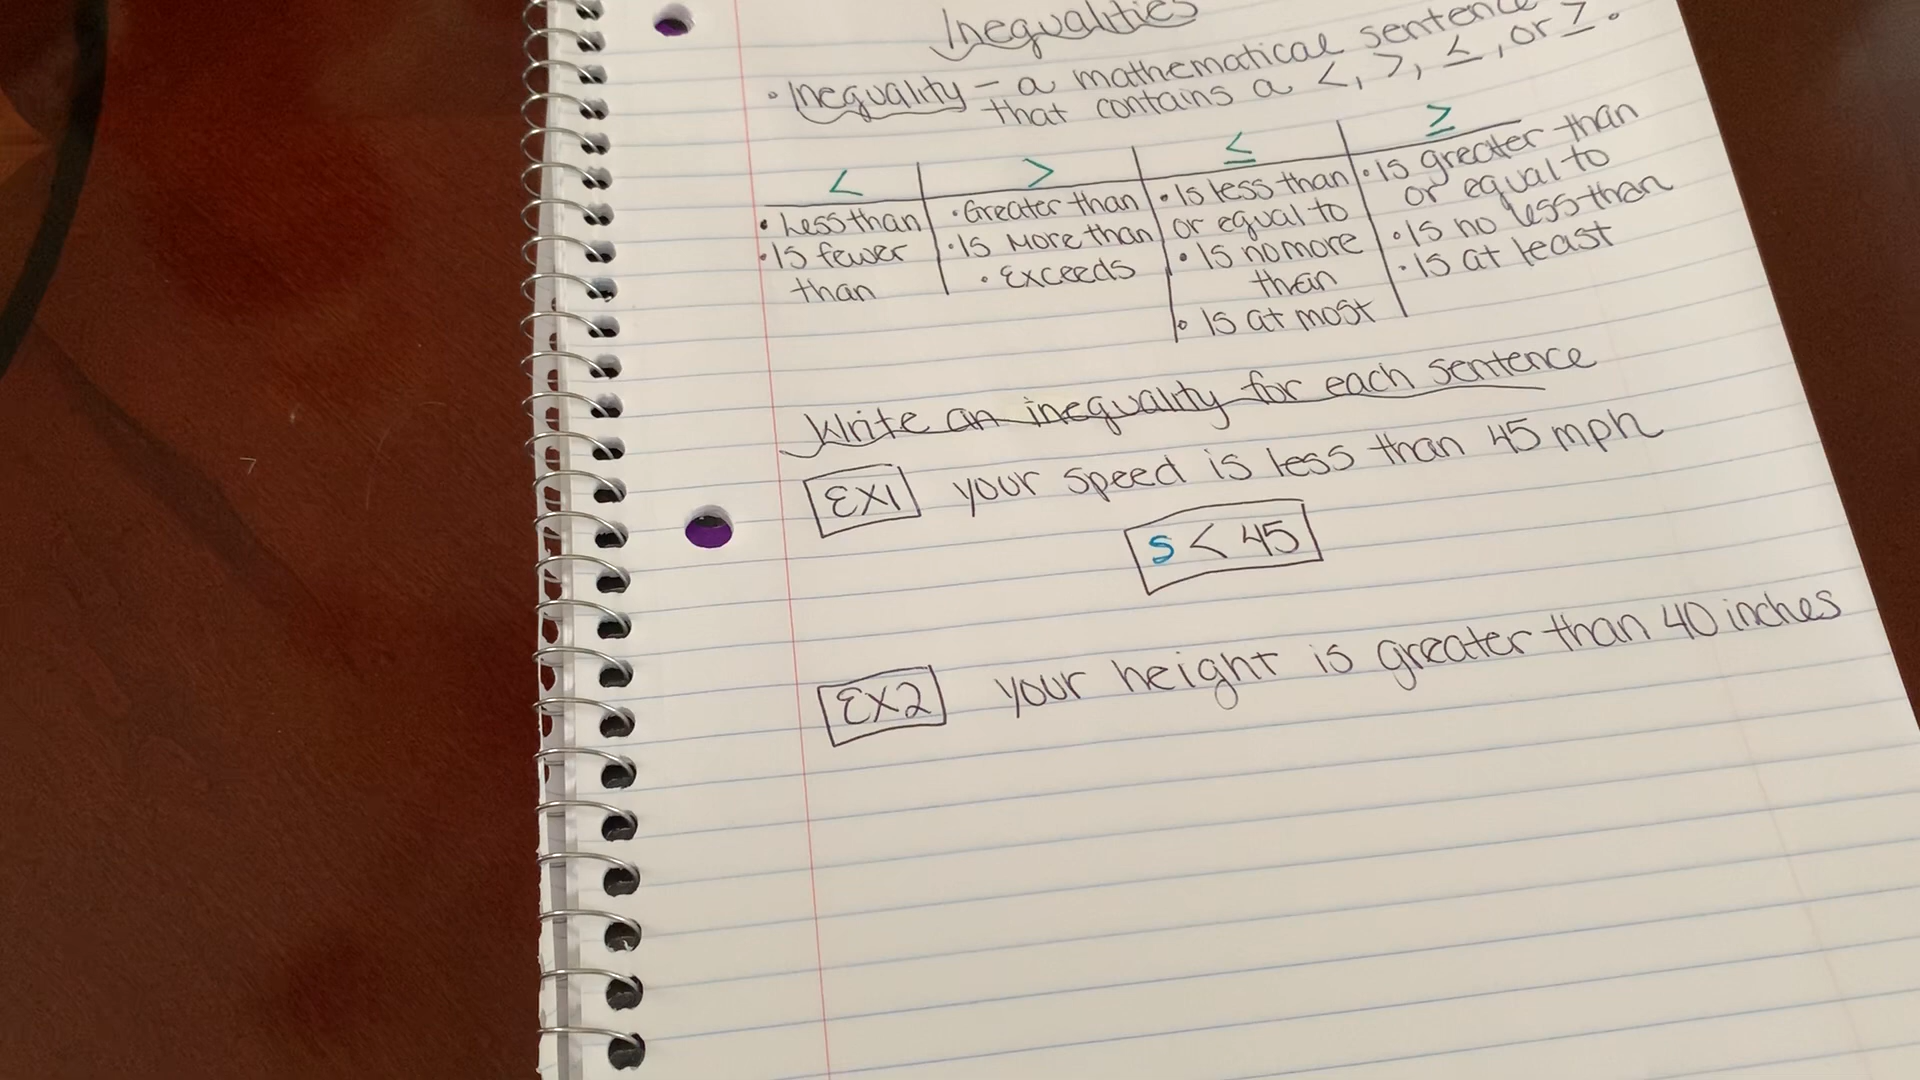 Inequalities
• Inequality – a mathematical sentence
that contains a <, >, ≤, or ≥.
< > ≤ ≥
• Less than
• Is fewer
than
• Greater than
• Is More than
• Exceeds
• Is less than
or equal to
• Is no more
than
• Is at most
• Is greater than
or equal to
• Is no less than
• Is at least
Write an inequality for each sentence
EX1 your speed is less than 45 mph
s < 45
EX2 your height is greater than 40 inches